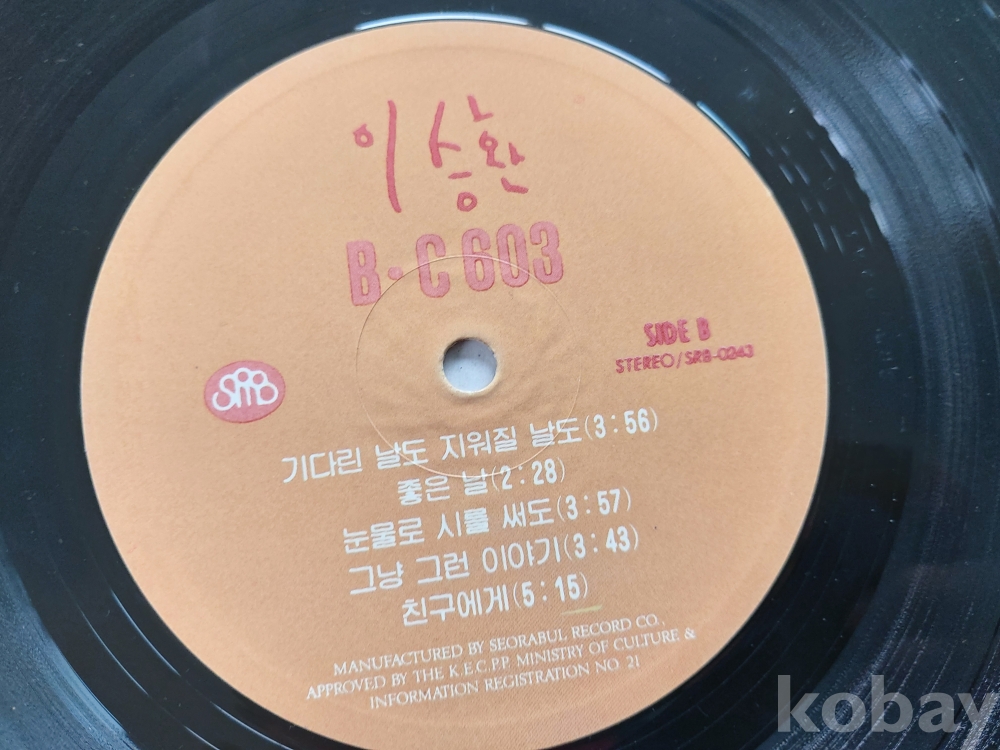 이승환
B·C 603
SIDE B
STEREO/SRB-0243
SRB
기다린 날도 지워질 날도(3:56)
좋은 날(2:28)
눈물로 시를 써도(3:57)
그냥 그런 이야기(3:43)
친구에게(5:15)
MANUFACTURED BY SEORABUL RECORD CO.,
APPROVED BY THE K.E.C.P.P. MINISTRY OF CULTURE &
INFORMATION REGISTRATION NO. 21
kobay